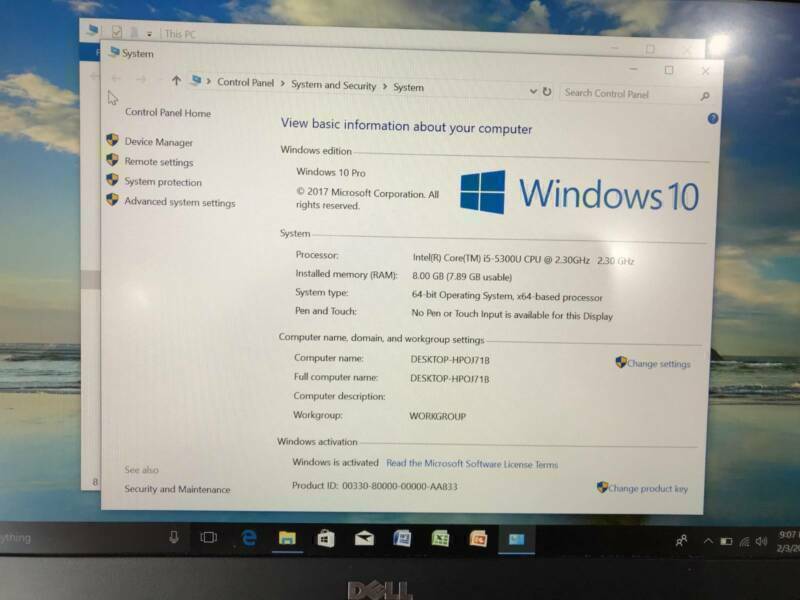 This PC
System
Control Panel > System and Security > System
Search Control Panel
Control Panel Home
Device Manager
Remote settings
System protection
Advanced system settings
See also
Security and Maintenance
View basic information about your computer
Windows edition
Windows 10 Pro
© 2017 Microsoft Corporation. All
rights reserved.
Windows 10
System
Processor: Intel(R) Core(TM) i5-5300U CPU @ 2.30GHz 2.30 GHz
Installed memory (RAM): 8.00 GB (7.89 GB usable)
System type: 64-bit Operating System, x64-based processor
Pen and Touch: No Pen or Touch Input is available for this Display
Computer name, domain, and workgroup settings
Computer name: DESKTOP-HPOJ71B
Change settings
Full computer name: DESKTOP-HPOJ71B
Computer description:
Workgroup: WORKGROUP
Windows activation
Windows is activated Read the Microsoft Software License Terms
Product ID: 00330-80000-00000-AA833
Change product key
8
ything
9:07
2/3/20
DELL